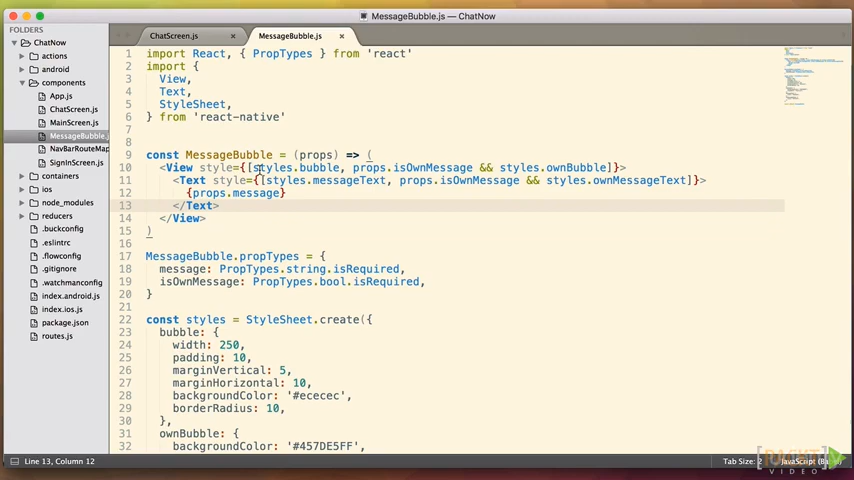 MessageBubble.js — ChatNow
FOLDERS
ChatNow
actions
android
components
App.js
ChatScreen.js
MainScreen.js
MessageBubble.j
NavBarRouteMap
SignInScreen.js
containers
ios
node_modules
reducers
.buckconfig
.eslintrc
.flowconfig
.gitignore
.watchmanconfig
index.android.js
index.ios.js
package.json
routes.js
ChatScreen.js × MessageBubble.js ×
1 import React, { PropTypes } from 'react'
2 import {
3 View,
4 Text,
5 StyleSheet,
6 } from 'react-native'
7
8
9 const MessageBubble = (props) => (
10 <View style={[styles.bubble, props.isOwnMessage && styles.ownBubble]}>
11 <Text style={[styles.messageText, props.isOwnMessage && styles.ownMessageText]}>
12 {props.message}
13 </Text>
14 </View>
15 )
16
17 MessageBubble.propTypes = {
18 message: PropTypes.string.isRequired,
19 isOwnMessage: PropTypes.bool.isRequired,
20 }
21
22 const styles = StyleSheet.create({
23 bubble: {
24 width: 250,
25 padding: 10,
26 marginVertical: 5,
27 marginHorizontal: 10,
28 backgroundColor: '#ececec',
29 borderRadius: 10,
30 },
31 ownBubble: {
32 backgroundColor: '#457DE5FF',
Line 13, Column 12
Tab Size: 2
PACKT
VIDEO